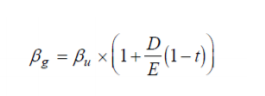 β_g = β_u × (1 + D/E (1 − t))